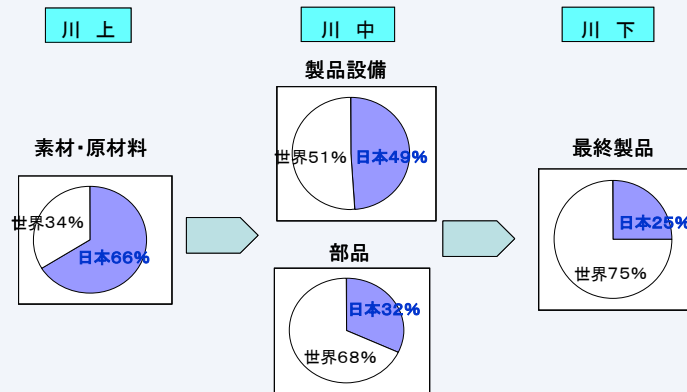 川 上
川 中
川 下
製品設備
世界51%
日本49%
素材・原材料
世界34%
日本66%
最終製品
日本25%
世界75%
部品
日本32%
世界68%